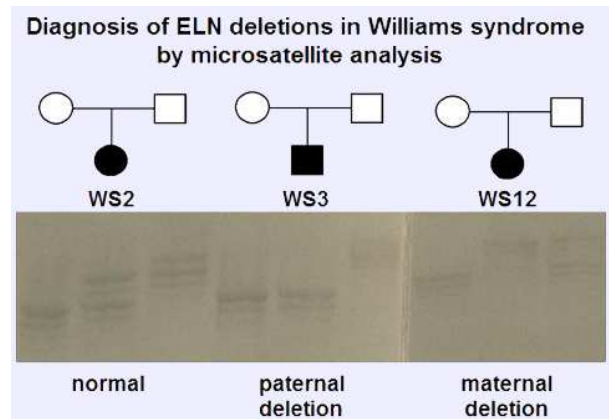 Diagnosis of ELN deletions in Williams syndrome
by microsatellite analysis
WS2 WS3 WS12
normal paternal deletion maternal deletion